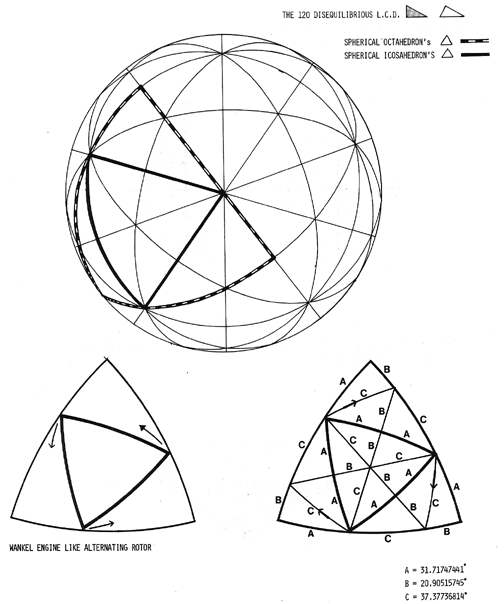 THE 120 DISEQUILIBRIOUS L.C.D.
SPHERICAL OCTAHEDRON's △
SPHERICAL ICOSAHEDRON'S △
B
A
C
A
B
C
C
B
A
A
C
B
A
B
A
C
A
B
C
A
B
C
A
B
C
A
C
B
WANKEL ENGINE LIKE ALTERNATING ROTOR
A = 31.71747441°
B = 20.90515745°
C = 37.37736814°